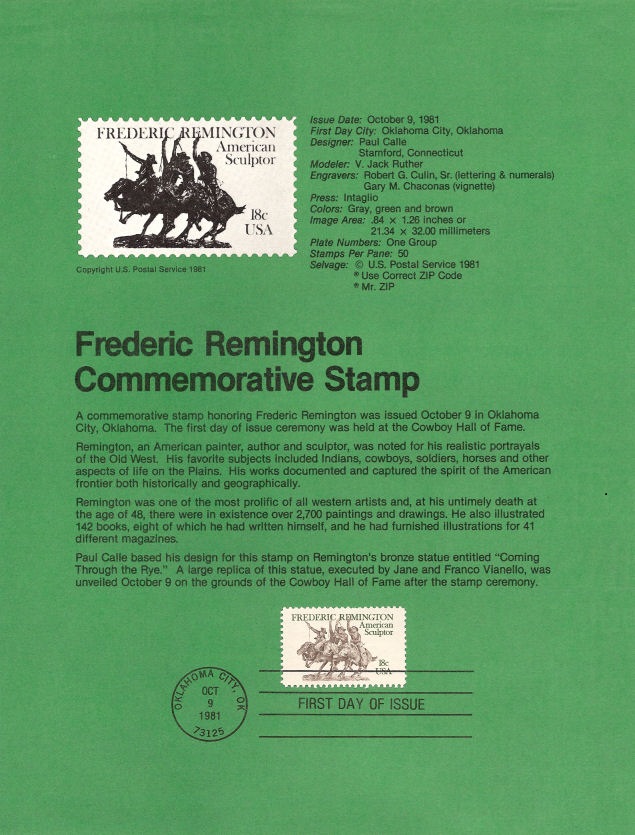 FREDERIC REMINGTON
American
Sculptor
18c
USA
Copyright U.S. Postal Service 1981
Issue Date: October 9, 1981
First Day City: Oklahoma City, Oklahoma
Designer: Paul Calle
Stamford, Connecticut
Modeler: V. Jack Ruther
Engravers: Robert G. Culin, Sr. (lettering & numerals)
Gary M. Chaconas (vignette)
Press: Intaglio
Colors: Gray, green and brown
Image Area: .84 × 1.26 inches or
21.34 × 32.00 millimeters
Plate Numbers: One Group
Stamps Per Pane: 50
Selvage: © U.S. Postal Service 1981
® Use Correct ZIP Code
® Mr. ZIP
Frederic Remington
Commemorative Stamp
A commemorative stamp honoring Frederic Remington was issued October 9 in Oklahoma
City, Oklahoma. The first day of issue ceremony was held at the Cowboy Hall of Fame.
Remington, an American painter, author and sculptor, was noted for his realistic portrayals
of the Old West. His favorite subjects included Indians, cowboys, soldiers, horses and other
aspects of life on the Plains. His works documented and captured the spirit of the American
frontier both historically and geographically.
Remington was one of the most prolific of all western artists and, at his untimely death at
the age of 48, there were in existence over 2,700 paintings and drawings. He also illustrated
142 books, eight of which he had written himself, and he had furnished illustrations for 41
different magazines.
Paul Calle based his design for this stamp on Remington's bronze statue entitled "Coming
Through the Rye." A large replica of this statue, executed by Jane and Franco Vianello, was
unveiled October 9 on the grounds of the Cowboy Hall of Fame after the stamp ceremony.
FREDERIC REMINGTON
American
Sculptor
18c
USA
OKLAHOMA CITY, OK
OCT
9
1981
73125
FIRST DAY OF ISSUE